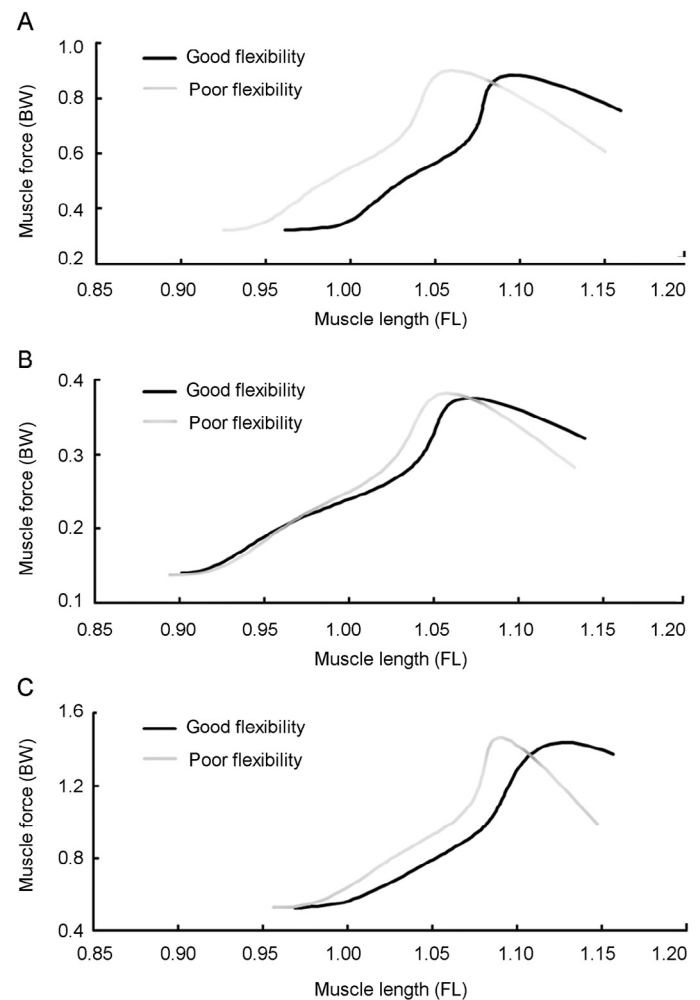 A
Muscle force (BW)
1.0
0.8
0.6
0.4
0.2
Good flexibility
Poor flexibility
0.85 0.90 0.95 1.00 1.05 1.10 1.15 1.20
Muscle length (FL)
B
Muscle force (BW)
0.4
0.3
0.2
0.1
Good flexibility
Poor flexibility
0.85 0.90 0.95 1.00 1.05 1.10 1.15 1.20
Muscle length (FL)
C
Muscle force (BW)
1.6
1.2
0.8
0.4
Good flexibility
Poor flexibility
0.85 0.90 0.95 1.00 1.05 1.10 1.15 1.20
Muscle length (FL)